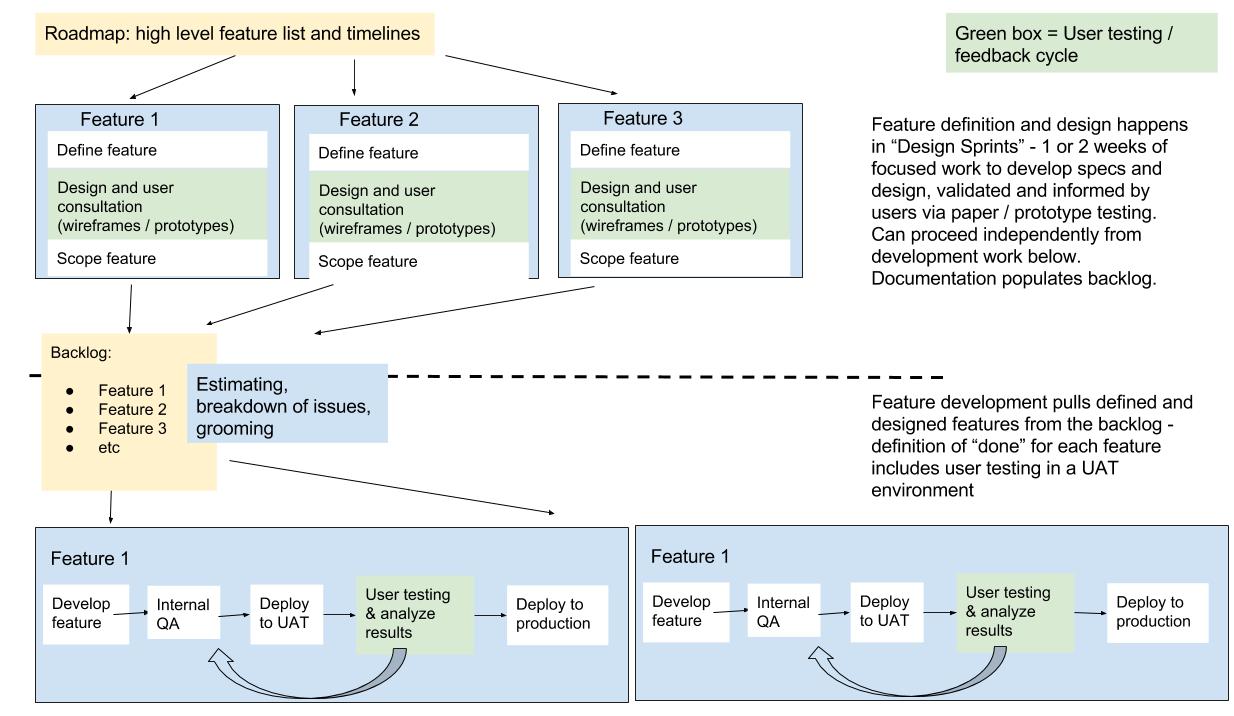 Roadmap: high level feature list and timelines
Green box = User testing /
feedback cycle
Feature 1
Define feature
Design and user
consultation
(wireframes / prototypes)
Scope feature
Feature 2
Define feature
Design and user
consultation
(wireframes / prototypes)
Scope feature
Feature 3
Define feature
Design and user
consultation
(wireframes / prototypes)
Scope feature
Feature definition and design happens
in “Design Sprints” - 1 or 2 weeks of
focused work to develop specs and
design, validated and informed by
users via paper / prototype testing.
Can proceed independently from
development work below.
Documentation populates backlog.
Backlog:
● Feature 1
● Feature 2
● Feature 3
● etc
Estimating,
breakdown of issues,
grooming
Feature development pulls defined and
designed features from the backlog -
definition of “done” for each feature
includes user testing in a UAT
environment
Feature 1
Develop
feature
Internal
QA
Deploy
to UAT
User testing
& analyze
results
Deploy to
production
Feature 1
Develop
feature
Internal
QA
Deploy
to UAT
User testing
& analyze
results
Deploy to
production